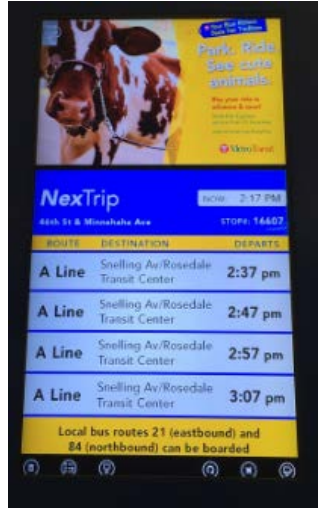 Park. Ride
See cute
animals.
MetroTransit
NexTrip
NOW: 2:17 PM
46th St & Minnehaha Ave
STOP#: 16607
ROUTE DESTINATION DEPARTS
A Line Snelling Av/Rosedale Transit Center 2:37 pm
A Line Snelling Av/Rosedale Transit Center 2:47 pm
A Line Snelling Av/Rosedale Transit Center 2:57 pm
A Line Snelling Av/Rosedale Transit Center 3:07 pm
Local bus routes 21 (eastbound) and
84 (northbound) can be boarded